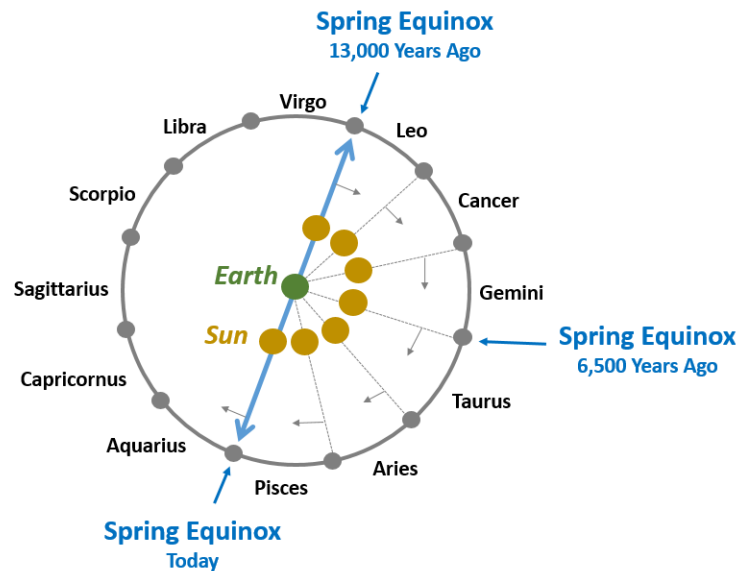 Spring Equinox
13,000 Years Ago
Virgo
Leo
Libra
Cancer
Scorpio
Earth
Sagittarius
Gemini
Sun
Spring Equinox
6,500 Years Ago
Capricornus
Taurus
Aquarius
Aries
Pisces
Spring Equinox
Today